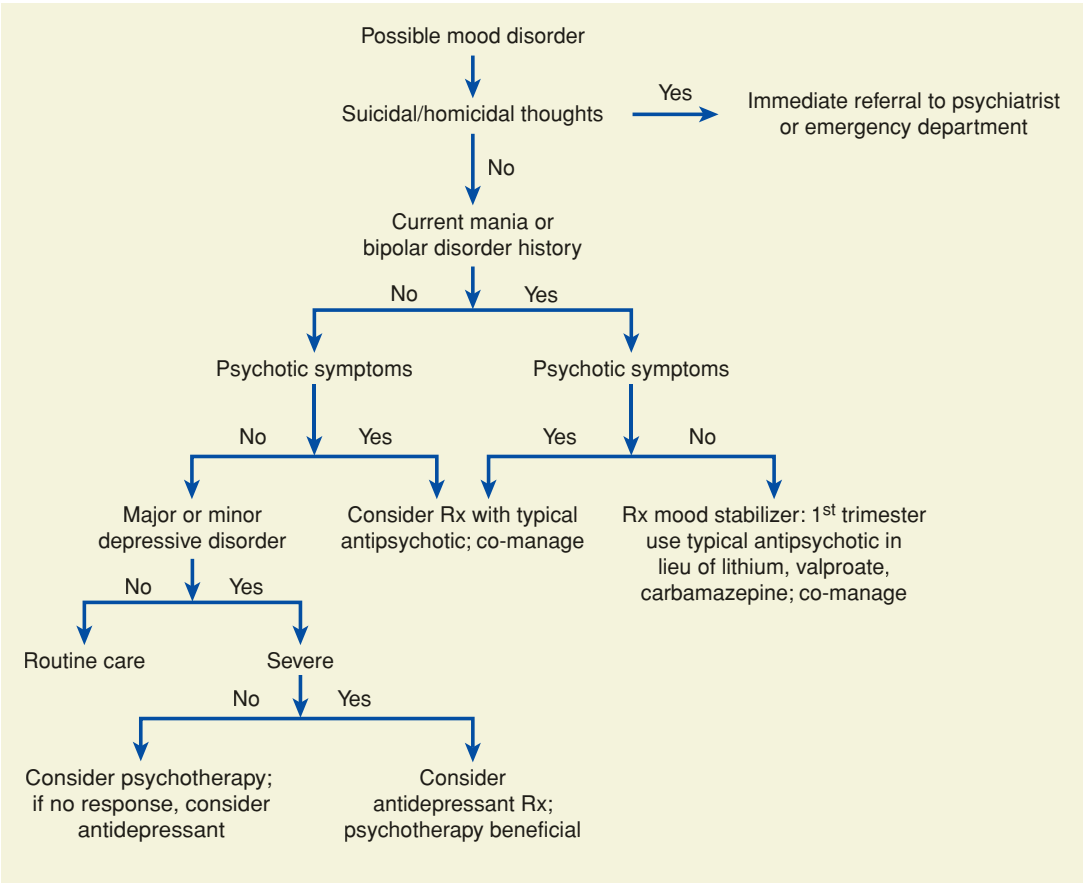 Possible mood disorder
Suicidal/homicidal thoughts
Yes
Immediate referral to psychiatrist
or emergency department
No
Current mania or
bipolar disorder history
No
Yes
Psychotic symptoms
Psychotic symptoms
No
Yes
Yes
No
Major or minor
depressive disorder
Consider Rx with typical
antipsychotic; co-manage
Rx mood stabilizer: 1st trimester
use typical antipsychotic in
lieu of lithium, valproate,
carbamazepine; co-manage
No
Yes
Routine care
Severe
No
Yes
Consider psychotherapy;
if no response, consider
antidepressant
Consider
antidepressant Rx;
psychotherapy beneficial